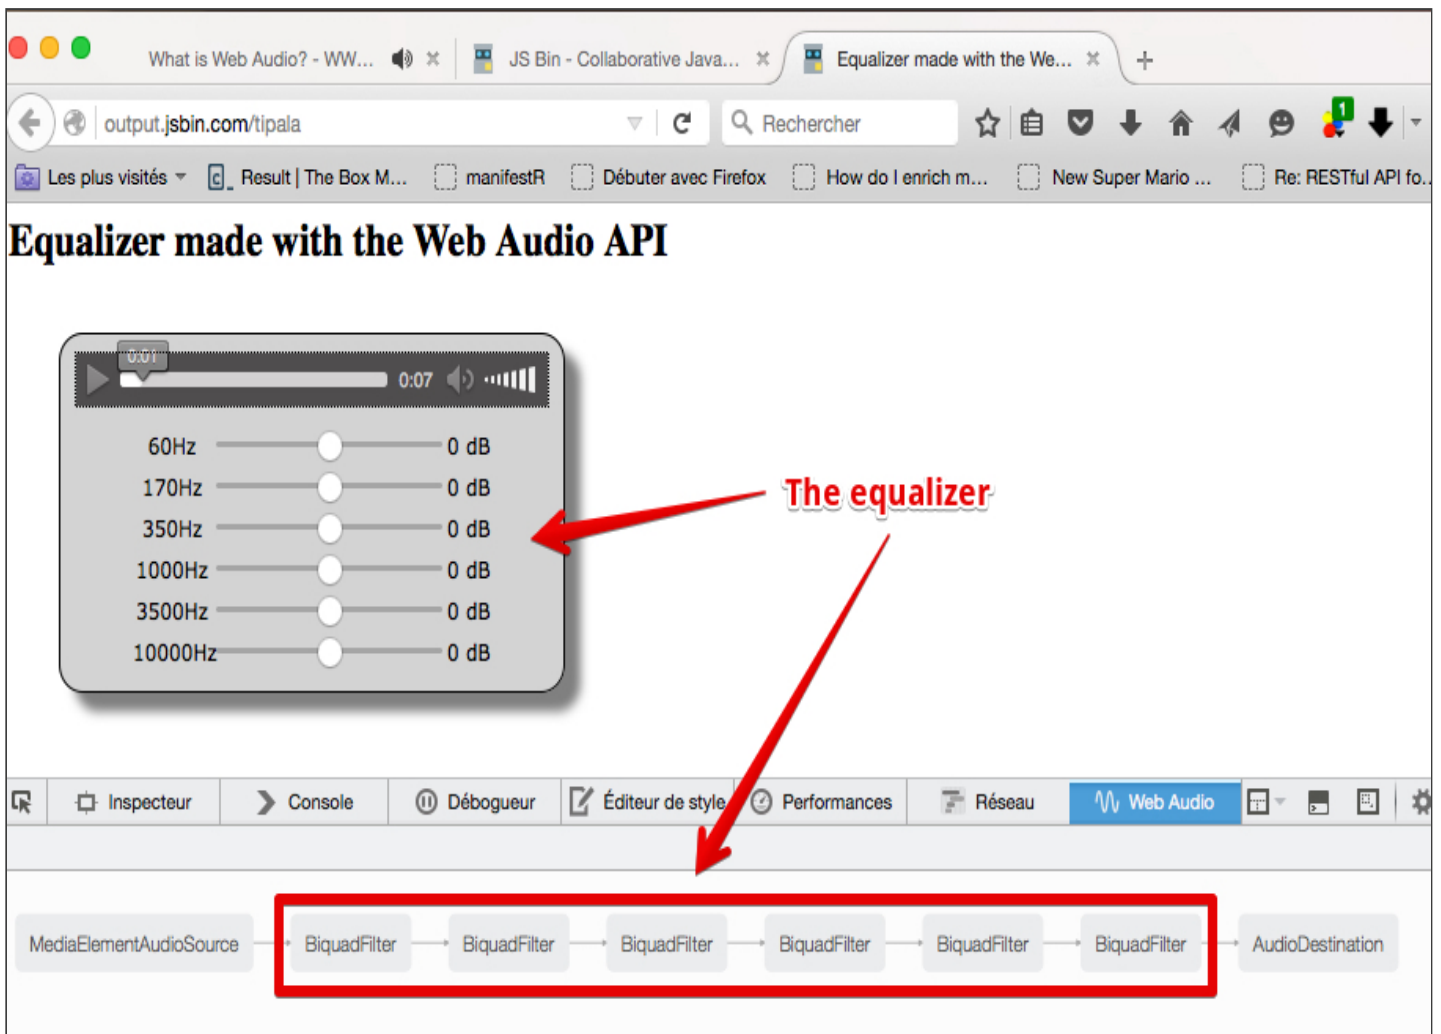 What is Web Audio? - WW...
JS Bin - Collaborative Java...
Equalizer made with the We...
output.jsbin.com/tipala
Rechercher
1
Les plus visités
Result | The Box M...
manifestR
Débuter avec Firefox
How do I enrich m...
New Super Mario ...
Re: RESTful API fo..
Equalizer made with the Web Audio API
0:01
0:07
60Hz 0 dB
170Hz 0 dB
350Hz 0 dB
1000Hz 0 dB
3500Hz 0 dB
10000Hz 0 dB
The equalizer
Inspecteur
Console
Débogueur
Éditeur de style
Performances
Réseau
Web Audio
MediaElementAudioSource
BiquadFilter
BiquadFilter
BiquadFilter
BiquadFilter
BiquadFilter
BiquadFilter
AudioDestination